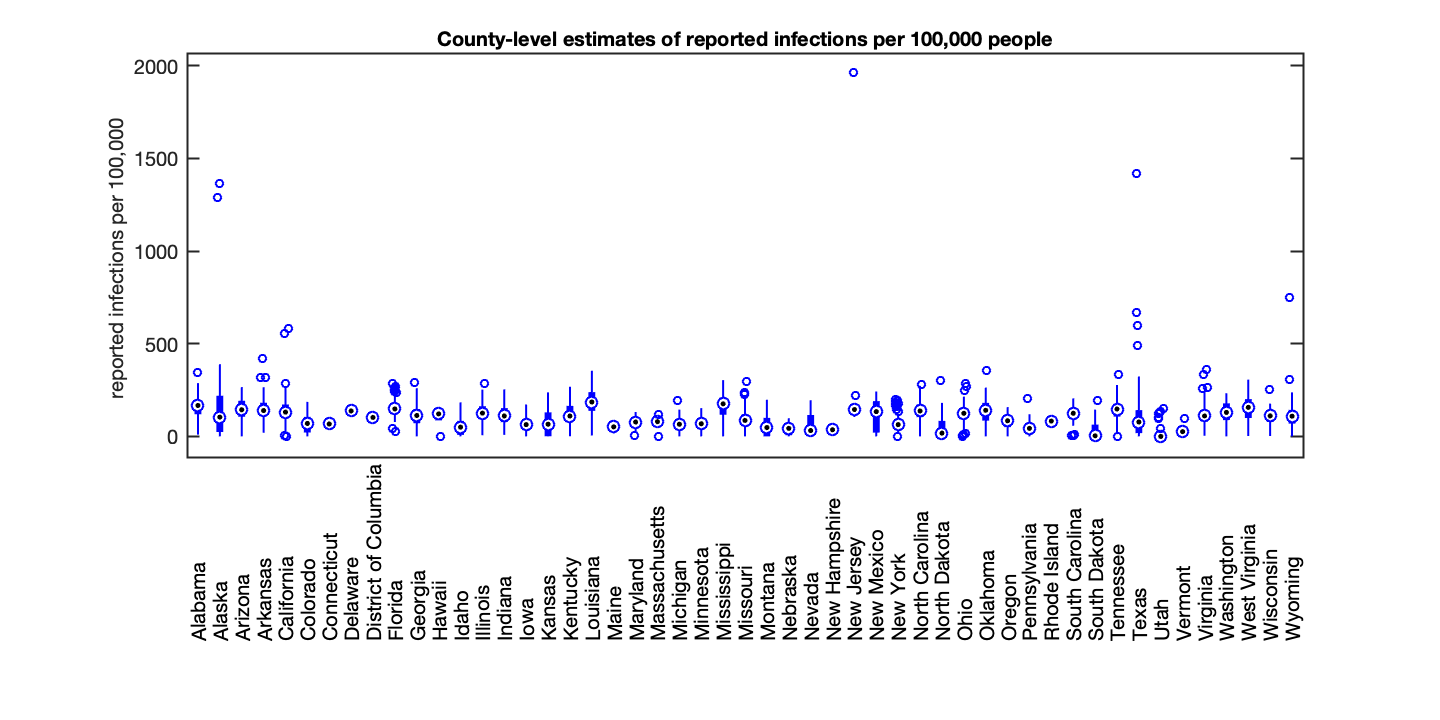 County-level estimates of reported infections per 100,000 people
reported infections per 100,000
2000
1500
1000
500
0
Alabama
Alaska
Arizona
Arkansas
California
Colorado
Connecticut
Delaware
District of Columbia
Florida
Georgia
Hawaii
Idaho
Illinois
Indiana
Iowa
Kansas
Kentucky
Louisiana
Maine
Maryland
Massachusetts
Michigan
Minnesota
Mississippi
Missouri
Montana
Nebraska
Nevada
New Hampshire
New Jersey
New Mexico
New York
North Carolina
North Dakota
Ohio
Oklahoma
Oregon
Pennsylvania
Rhode Island
South Carolina
South Dakota
Tennessee
Texas
Utah
Vermont
Virginia
Washington
West Virginia
Wisconsin
Wyoming